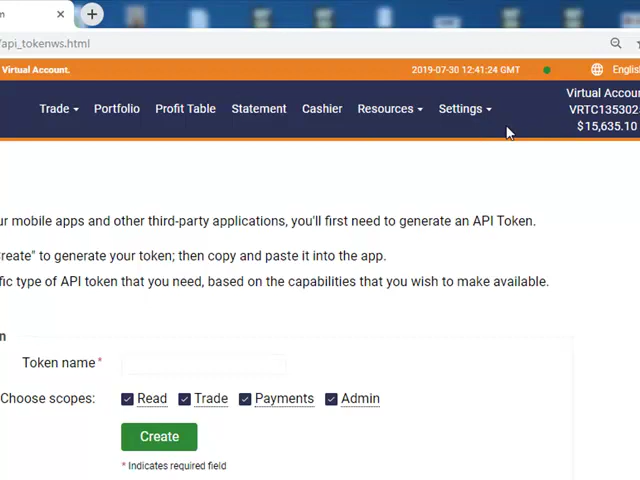 /api_tokenws.html
Virtual Account.
2019-07-30 12:41:24 GMT
English
Trade
Portfolio
Profit Table
Statement
Cashier
Resources
Settings
Virtual Accou
VRTC135302
$15,635.10
ur mobile apps and other third-party applications, you'll first need to generate an API Token.
reate" to generate your token; then copy and paste it into the app.
fic type of API token that you need, based on the capabilities that you wish to make available.
n
Token name*
Choose scopes:
Read
Trade
Payments
Admin
Create
* Indicates required field